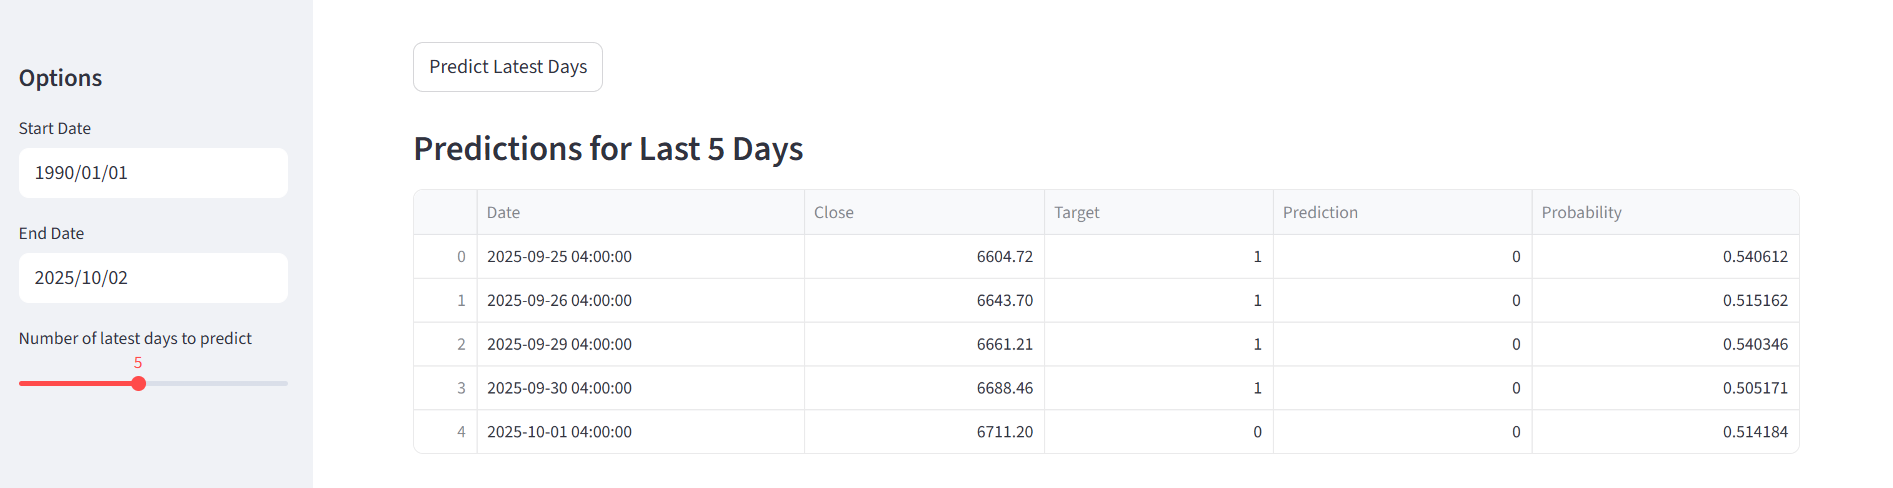 Options
Start Date
1990/01/01
End Date
2025/10/02
Number of latest days to predict
5
Predict Latest Days
Predictions for Last 5 Days
Date Close Target Prediction Probability
0 2025-09-25 04:00:00 6604.72 1 0 0.540612
1 2025-09-26 04:00:00 6643.70 1 0 0.515162
2 2025-09-29 04:00:00 6661.21 1 0 0.540346
3 2025-09-30 04:00:00 6688.46 1 0 0.505171
4 2025-10-01 04:00:00 6711.20 0 0 0.514184